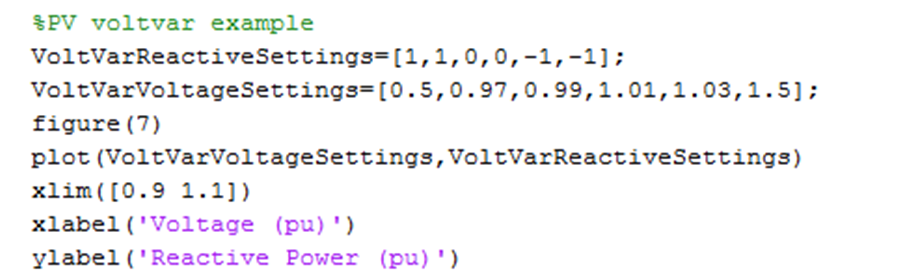 %PV voltvar example
VoltVarReactiveSettings=[1,1,0,0,-1,-1];
VoltVarVoltageSettings=[0.5,0.97,0.99,1.01,1.03,1.5];
figure(7)
plot(VoltVarVoltageSettings,VoltVarReactiveSettings)
xlim([0.9 1.1])
xlabel('Voltage (pu)')
ylabel('Reactive Power (pu)')